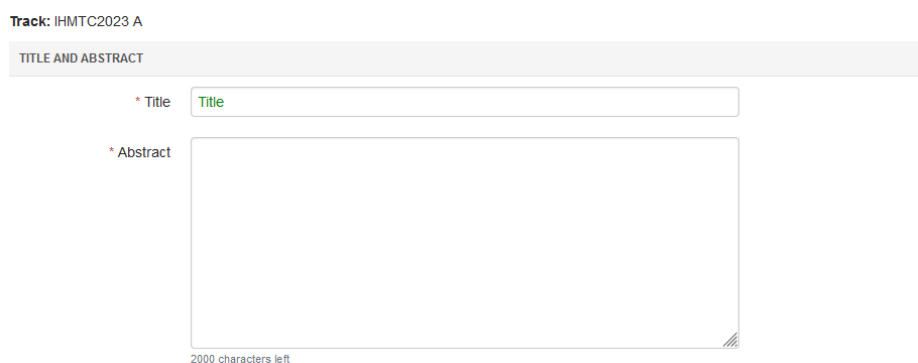 Track: IHMTC2023 A
TITLE AND ABSTRACT
* Title Title
* Abstract
2000 characters left